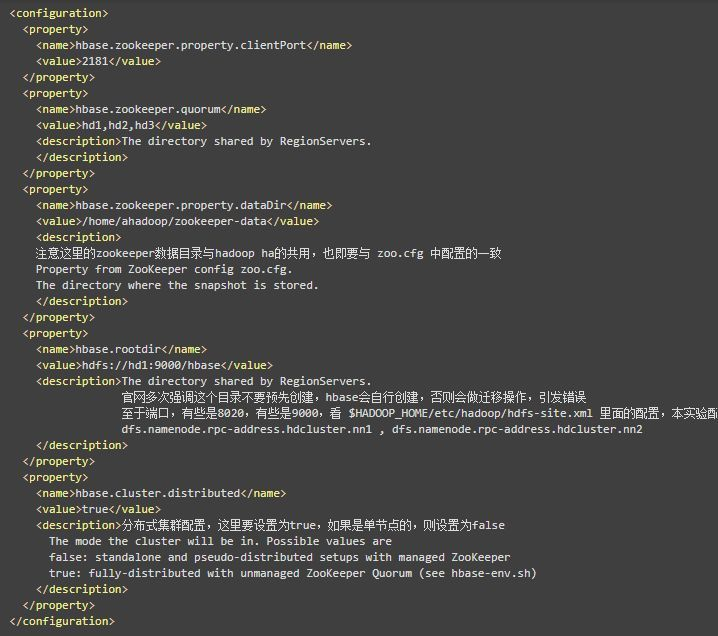 <configuration>
<property>
<name>hbase.zookeeper.property.clientPort</name>
<value>2181</value>
</property>
<property>
<name>hbase.zookeeper.quorum</name>
<value>hd1,hd2,hd3</value>
<description>The directory shared by RegionServers.
</description>
</property>
<property>
<name>hbase.zookeeper.property.dataDir</name>
<value>/home/ahadoop/zookeeper-data</value>
<description>
注意这里的zookeeper数据目录与hadoop ha的共用，也即要与 zoo.cfg 中配置的一致
Property from ZooKeeper config zoo.cfg.
The directory where the snapshot is stored.
</description>
</property>
<property>
<name>hbase.rootdir</name>
<value>hdfs://hd1:9000/hbase</value>
<description>The directory shared by RegionServers.
官网多次强调这个目录不要预先创建，hbase会自行创建，否则会做迁移操作，引发错误
至于端口，有些是8020，有些是9000，看 $HADOOP_HOME/etc/hadoop/hdfs-site.xml 里面的配置，本实验配
dfs.namenode.rpc-address.hdcluster.nn1 , dfs.namenode.rpc-address.hdcluster.nn2
</description>
</property>
<property>
<name>hbase.cluster.distributed</name>
<value>true</value>
<description>分布式集群配置，这里要设置为true，如果是单节点的，则设置为false
The mode the cluster will be in. Possible values are
false: standalone and pseudo-distributed setups with managed ZooKeeper
true: fully-distributed with unmanaged ZooKeeper Quorum (see hbase-env.sh)
</description>
</property>
</configuration>